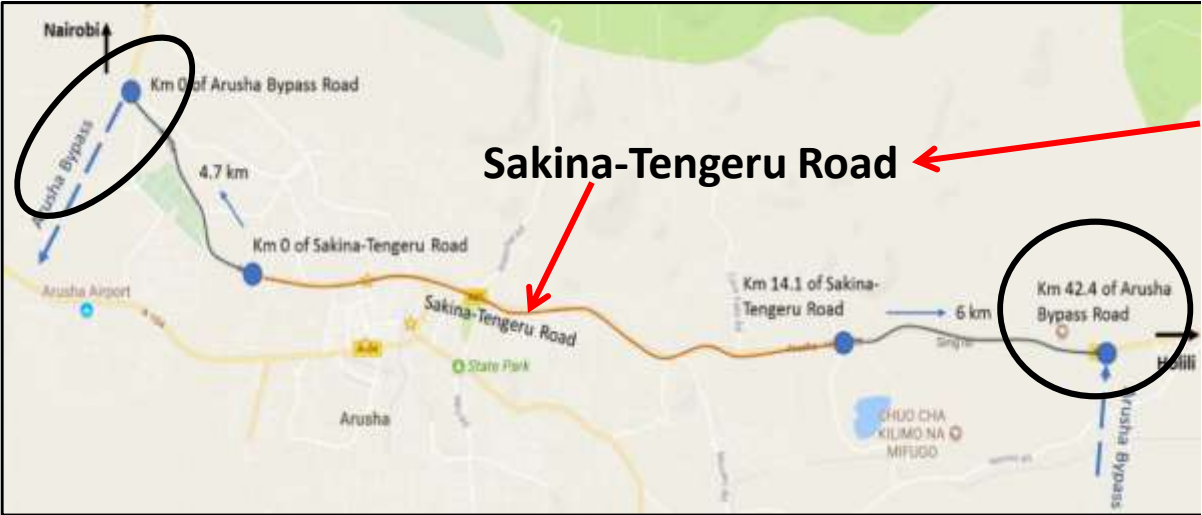 Nairobi
Km 0 of Arusha Bypass Road
Arusha Bypass
Sakina-Tengeru Road
4.7 km
Km 0 of Sakina-Tengeru Road
Arusha Airport
A 104
Sakina-Tengeru Road
Km 14.1 of Sakina-
Tengeru Road
6 km
Km 42.4 of Arusha
Bypass Road
Holili
State Park
Arusha
CHUO CHA
KILIMO NA
MIFUGO
Arusha Bypass